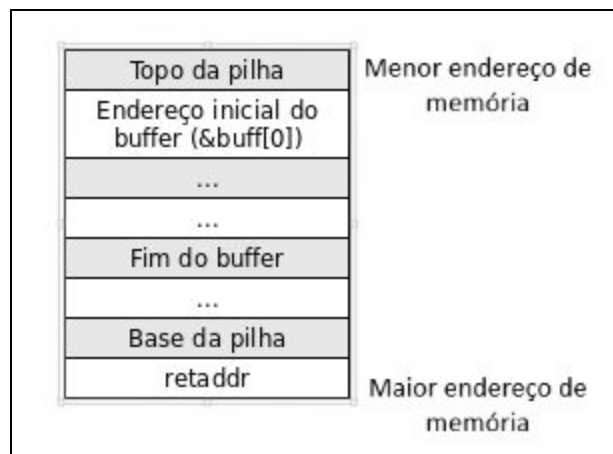 Topo da pilha
Menor endereço de
memória
Endereço inicial do
buffer (&buff[0])
...
...
Fim do buffer
...
Base da pilha
retaddr
Maior endereço de
memória